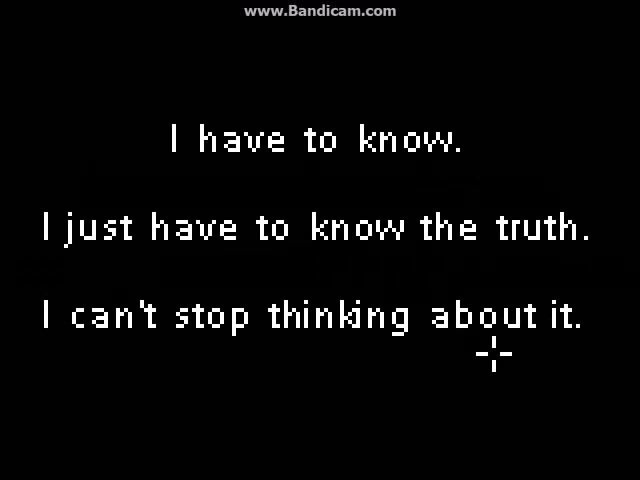 www.Bandicam.com
I have to know.
I just have to know the truth.
I can't stop thinking about it.